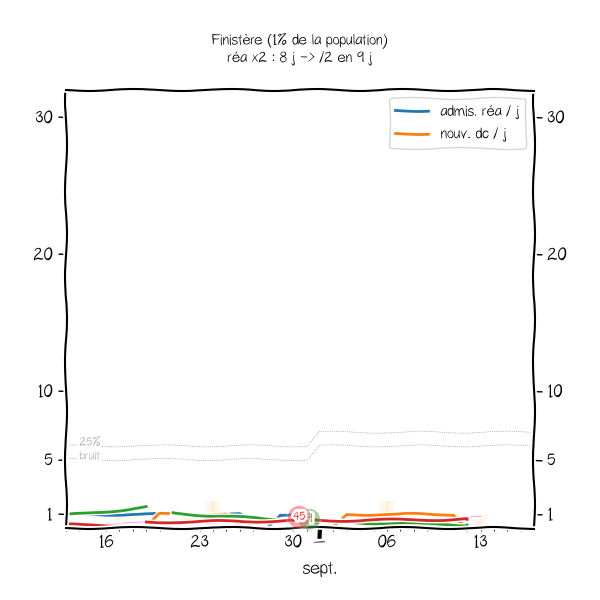 Finistère (1% de la population)
réa x2 : 8 j -> /2 en 9 j
admis. réa / j
nouv. dc / j
30
30
20
20
10
10
25%
5
bruit
5
1
45
1
16
23
30
06
13
sept.